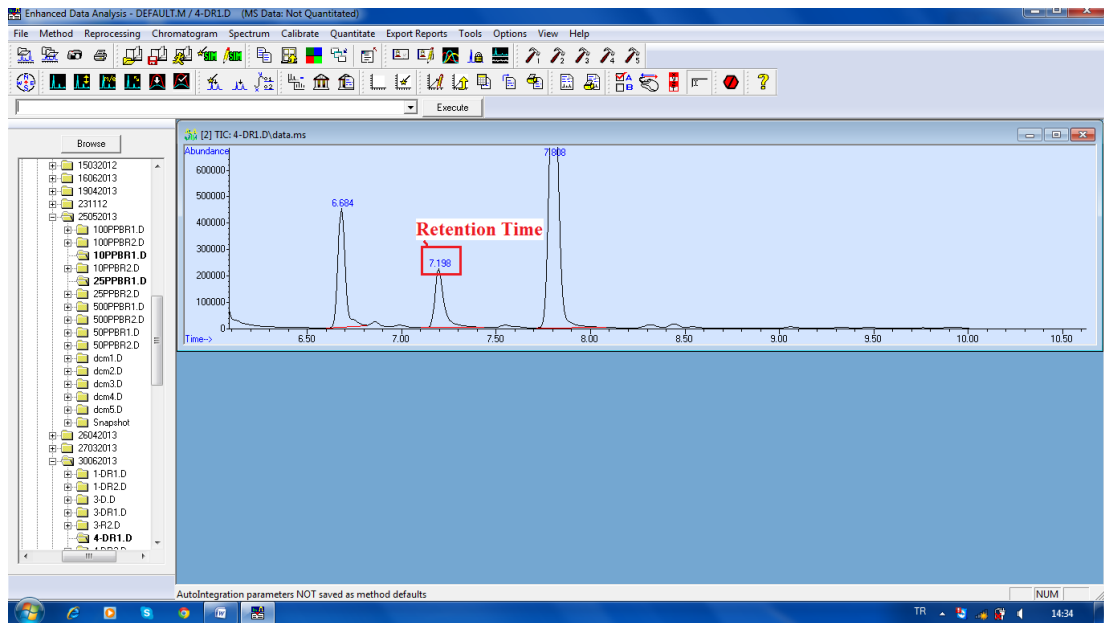 Enhanced Data Analysis - DEFAULT.M / 4-DR1.D (MS Data: Not Quantitated)
File Method Reprocessing Chromatogram Spectrum Calibrate Quantitate Export Reports Tools Options View Help
Execute
Browse
15032012
16062013
19042013
231112
25052013
100PPBR1.D
100PPBR2.D
10PPBR1.D
10PPBR2.D
25PPBR1.D
25PPBR2.D
500PPBR1.D
500PPBR2.D
50PPBR1.D
50PPBR2.D
dcm1.D
dcm2.D
dcm3.D
dcm4.D
dcm5.D
Snapshot
26042013
27032013
30062013
1-DR1.D
1-DR2.D
3-D.D
3-DR1.D
3-R2.D
4-DR1.D
[2] TIC: 4-DR1.D\data.ms
Abundance
7.808
600000
500000
6.684
400000
Retention Time
300000
7.198
200000
100000
0
Time-->
6.50 7.00 7.50 8.00 8.50 9.00 9.50 10.00 10.50
AutoIntegration parameters NOT saved as method defaults
NUM
TR
14:34